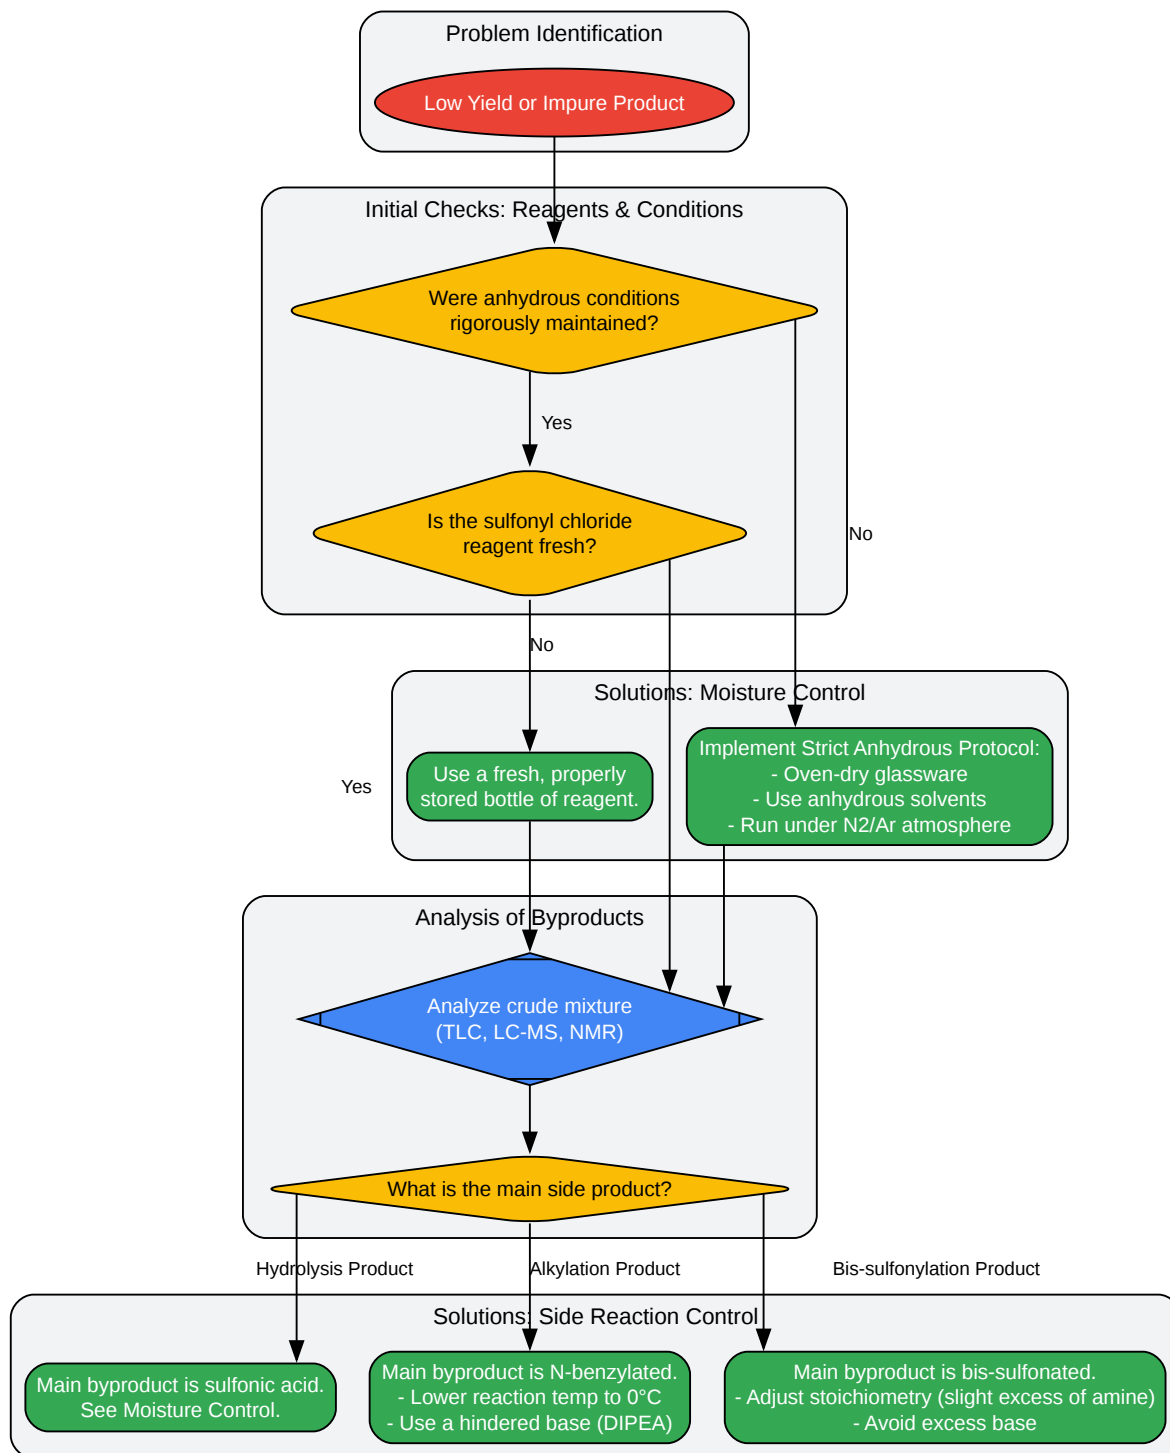 Problem Identification
Low Yield or Impure Product
Initial Checks: Reagents & Conditions
Were anhydrous conditions
rigorously maintained?
Yes
Is the sulfonyl chloride
reagent fresh?
No
No
Solutions: Moisture Control
Use a fresh, properly
stored bottle of reagent.
Implement Strict Anhydrous Protocol:
- Oven-dry glassware
- Use anhydrous solvents
- Run under N2/Ar atmosphere
Yes
Analysis of Byproducts
Analyze crude mixture
(TLC, LC-MS, NMR)
What is the main side product?
Hydrolysis Product
Alkylation Product
Bis-sulfonylation Product
Solutions: Side Reaction Control
Main byproduct is sulfonic acid.
See Moisture Control.
Main byproduct is N-benzylated.
- Lower reaction temp to 0°C
- Use a hindered base (DIPEA)
Main byproduct is bis-sulfonated.
- Adjust stoichiometry (slight excess of amine)
- Avoid excess base